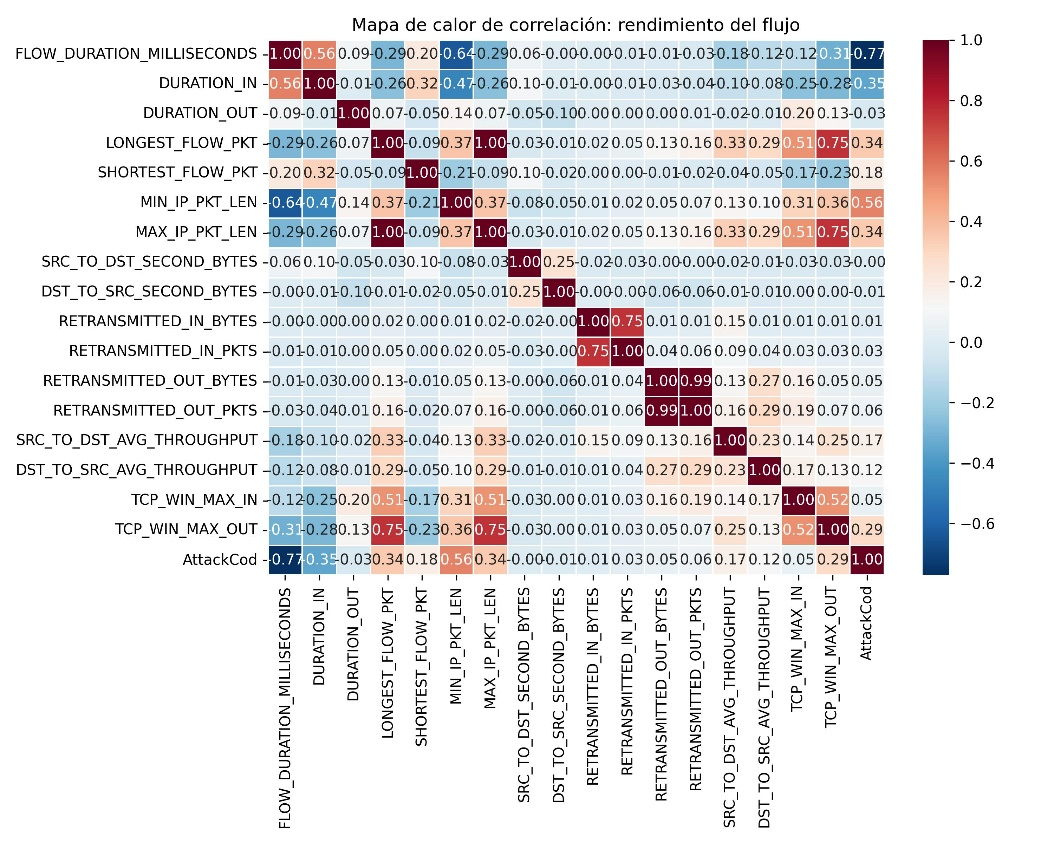 Mapa de calor de correlación: rendimiento del flujo
FLOW_DURATION_MILLISECONDS 1.00 0.56 -0.09 -0.29 0.20 -0.64 -0.29 -0.06 -0.00 -0.00 -0.01 -0.01 -0.03 -0.18 -0.12 -0.12 -0.31 -0.77
DURATION_IN 0.56 1.00 -0.01 -0.26 0.32 -0.47 -0.26 0.10 -0.01 -0.00 -0.01 -0.03 -0.04 -0.10 -0.08 -0.25 -0.28 -0.35
DURATION_OUT -0.09 -0.01 1.00 0.07 -0.05 0.14 0.07 -0.05 -0.10 0.00 0.00 0.00 0.01 -0.02 -0.01 0.20 0.13 -0.03
LONGEST_FLOW_PKT -0.29 -0.26 0.07 1.00 -0.09 0.37 1.00 -0.03 -0.01 0.02 0.05 0.13 0.16 0.33 0.29 0.51 0.75 0.34
SHORTEST_FLOW_PKT 0.20 0.32 -0.05 -0.09 1.00 -0.21 -0.09 0.10 -0.02 0.00 0.00 -0.01 -0.02 -0.04 -0.05 -0.17 -0.23 0.18
MIN_IP_PKT_LEN -0.64 -0.47 0.14 0.37 -0.21 1.00 0.37 -0.08 -0.05 0.01 0.02 0.05 0.07 0.13 0.10 0.31 0.36 0.56
MAX_IP_PKT_LEN -0.29 -0.26 0.07 1.00 -0.09 0.37 1.00 -0.03 -0.01 0.02 0.05 0.13 0.16 0.33 0.29 0.51 0.75 0.34
SRC_TO_DST_SECOND_BYTES -0.06 0.10 -0.05 -0.03 0.10 -0.08 -0.03 1.00 0.25 -0.02 -0.03 -0.00 -0.00 -0.02 -0.01 -0.03 -0.03 -0.00
DST_TO_SRC_SECOND_BYTES -0.00 -0.01 -0.10 -0.01 -0.02 -0.05 -0.01 0.25 1.00 -0.00 -0.00 -0.06 -0.06 -0.01 -0.01 0.00 -0.00 -0.01
RETRANSMITTED_IN_BYTES -0.00 -0.00 0.00 0.02 0.00 0.01 0.02 -0.02 -0.00 1.00 0.75 0.01 0.01 0.15 0.01 0.01 0.01 0.01
RETRANSMITTED_IN_PKTS -0.01 -0.01 0.00 0.05 0.00 0.02 0.05 -0.03 -0.00 0.75 1.00 0.04 0.06 0.09 0.04 0.03 0.03 0.03
RETRANSMITTED_OUT_BYTES -0.01 -0.03 0.00 0.13 -0.01 0.05 0.13 -0.00 -0.06 0.01 0.04 1.00 0.99 0.13 0.27 0.16 0.05 0.05
RETRANSMITTED_OUT_PKTS -0.03 -0.04 0.01 0.16 -0.02 0.07 0.16 -0.00 -0.06 0.01 0.06 0.99 1.00 0.16 0.29 0.19 0.07 0.06
SRC_TO_DST_AVG_THROUGHPUT -0.18 -0.10 -0.02 0.33 -0.04 0.13 0.33 -0.02 -0.01 0.15 0.09 0.13 0.16 1.00 0.23 0.14 0.25 0.17
DST_TO_SRC_AVG_THROUGHPUT -0.12 -0.08 -0.01 0.29 -0.05 0.10 0.29 -0.01 -0.01 0.01 0.04 0.27 0.29 0.23 1.00 0.17 0.13 0.12
TCP_WIN_MAX_IN -0.12 -0.25 0.20 0.51 -0.17 0.31 0.51 -0.03 0.00 0.01 0.03 0.16 0.19 0.14 0.17 1.00 0.52 0.05
TCP_WIN_MAX_OUT -0.31 -0.28 0.13 0.75 -0.23 0.36 0.75 -0.03 -0.00 0.01 0.03 0.05 0.07 0.25 0.13 0.52 1.00 0.29
AttackCod -0.77 -0.35 -0.03 0.34 0.18 0.56 0.34 -0.00 -0.01 0.01 0.03 0.05 0.06 0.17 0.12 0.05 0.29 1.00
FLOW_DURATION_MILLISECONDS
DURATION_IN
DURATION_OUT
LONGEST_FLOW_PKT
SHORTEST_FLOW_PKT
MIN_IP_PKT_LEN
MAX_IP_PKT_LEN
SRC_TO_DST_SECOND_BYTES
DST_TO_SRC_SECOND_BYTES
RETRANSMITTED_IN_BYTES
RETRANSMITTED_IN_PKTS
RETRANSMITTED_OUT_BYTES
RETRANSMITTED_OUT_PKTS
SRC_TO_DST_AVG_THROUGHPUT
DST_TO_SRC_AVG_THROUGHPUT
TCP_WIN_MAX_IN
TCP_WIN_MAX_OUT
AttackCod
1.0
0.8
0.6
0.4
0.2
0.0
−0.2
−0.4
−0.6